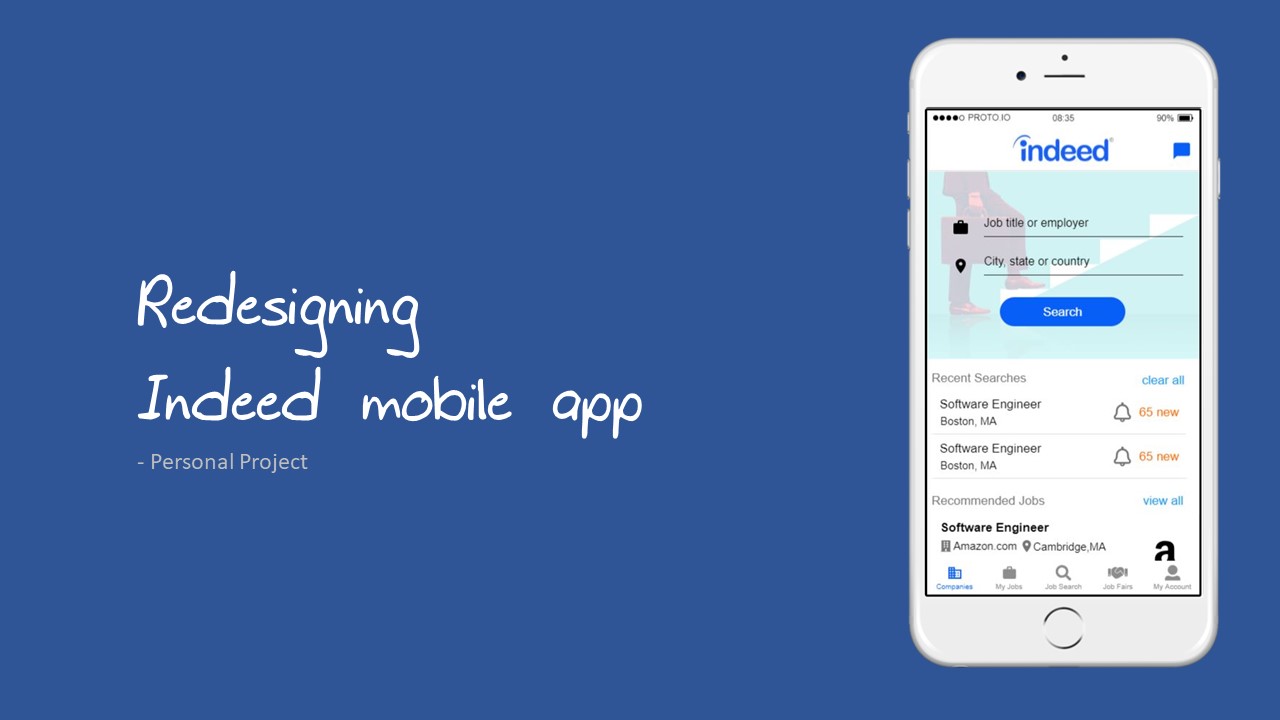 Redesigning
Indeed mobile app
- Personal Project
PROTO.IO 08:35 90%
indeed®
Job title or employer
City, state or country
Search
Recent Searches clear all
Software Engineer
Boston, MA 65 new
Software Engineer
Boston, MA 65 new
Recommended Jobs view all
Software Engineer
Amazon.com Cambridge,MA
a
Companies My Jobs Job Search Job Fairs My Account